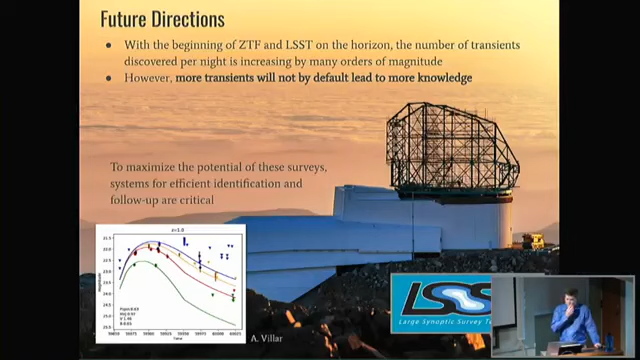 Future Directions
● With the beginning of ZTF and LSST on the horizon, the number of transients
discovered per night is increasing by many orders of magnitude
● However, more transients will not by default lead to more knowledge
To maximize the potential of these surveys,
systems for efficient identification and
follow-up are critical
z=1.0
A. Villar
LSS
Large Synoptic Survey